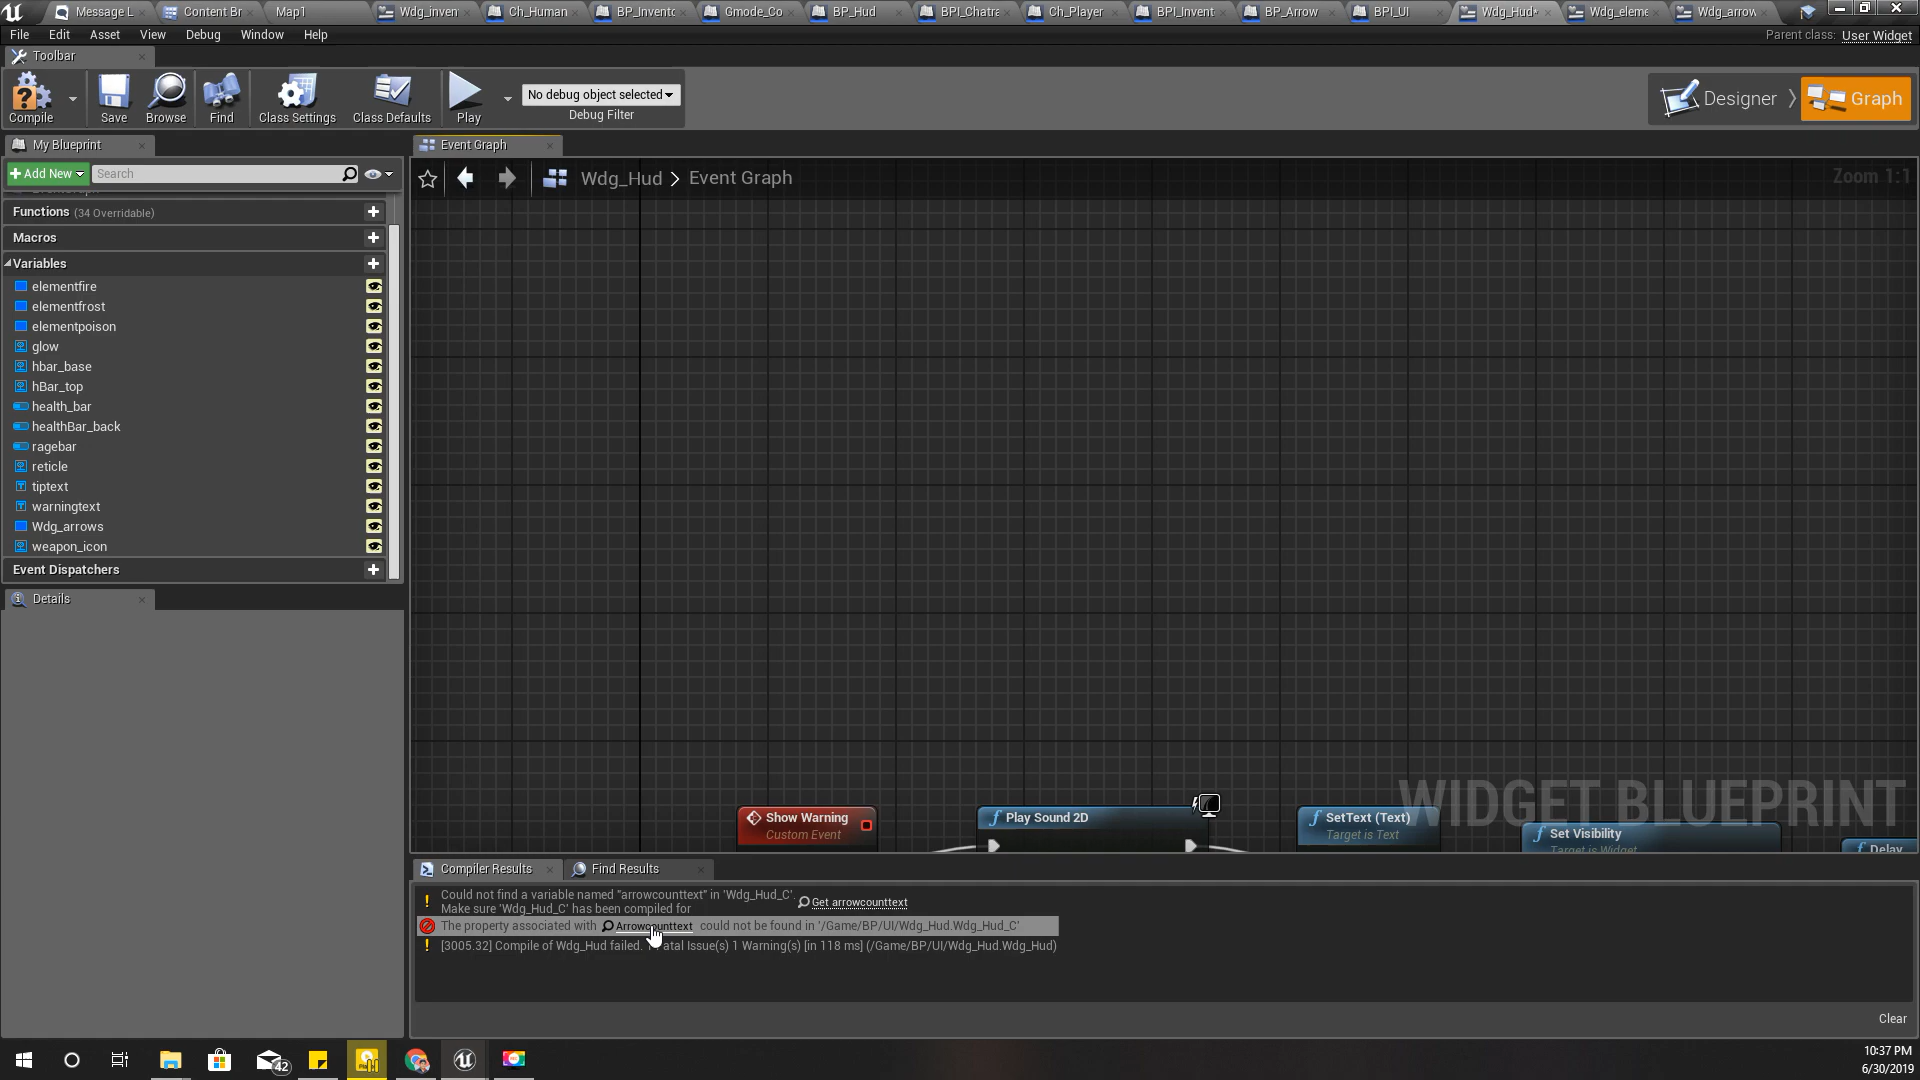 Message L
Content Br
Map1
Wdg_inven
Ch_Human
BP_Invento
Gmode_Co
BP_Hud
BPI_Chatra
Ch_Player
BPI_Invent
BP_Arrow
BPI_UI
Wdg_Hud*
Wdg_eleme
Wdg_arrow
File Edit Asset View Debug Window Help
Parent class: User Widget
Toolbar
Compile
Save
Browse
Find
Class Settings
Class Defaults
Play
No debug object selected
Debug Filter
Designer
Graph
My Blueprint
Event Graph
Add New
Search
Wdg_Hud > Event Graph
Zoom 1:1
Functions (34 Overridable)
Macros
Variables
elementfire
elementfrost
elementpoison
glow
hbar_base
hBar_top
health_bar
healthBar_back
ragebar
reticle
tiptext
warningtext
Wdg_arrows
weapon_icon
Event Dispatchers
Details
WIDGET BLUEPRINT
Show Warning
Custom Event
Play Sound 2D
SetText (Text)
Target is Text
Set Visibility
Target is Widget
Delay
Compiler Results
Find Results
Could not find a variable named "arrowcounttext" in 'Wdg_Hud_C'.
Make sure 'Wdg_Hud_C' has been compiled for Get arrowcounttext
The property associated with Arrowcounttext could not be found in '/Game/BP/UI/Wdg_Hud.Wdg_Hud_C'
[3005.32] Compile of Wdg_Hud failed. atal Issue(s) 1 Warning(s) [in 118 ms] (/Game/BP/UI/Wdg_Hud.Wdg_Hud)
Clear
42
10:37 PM
6/30/2019